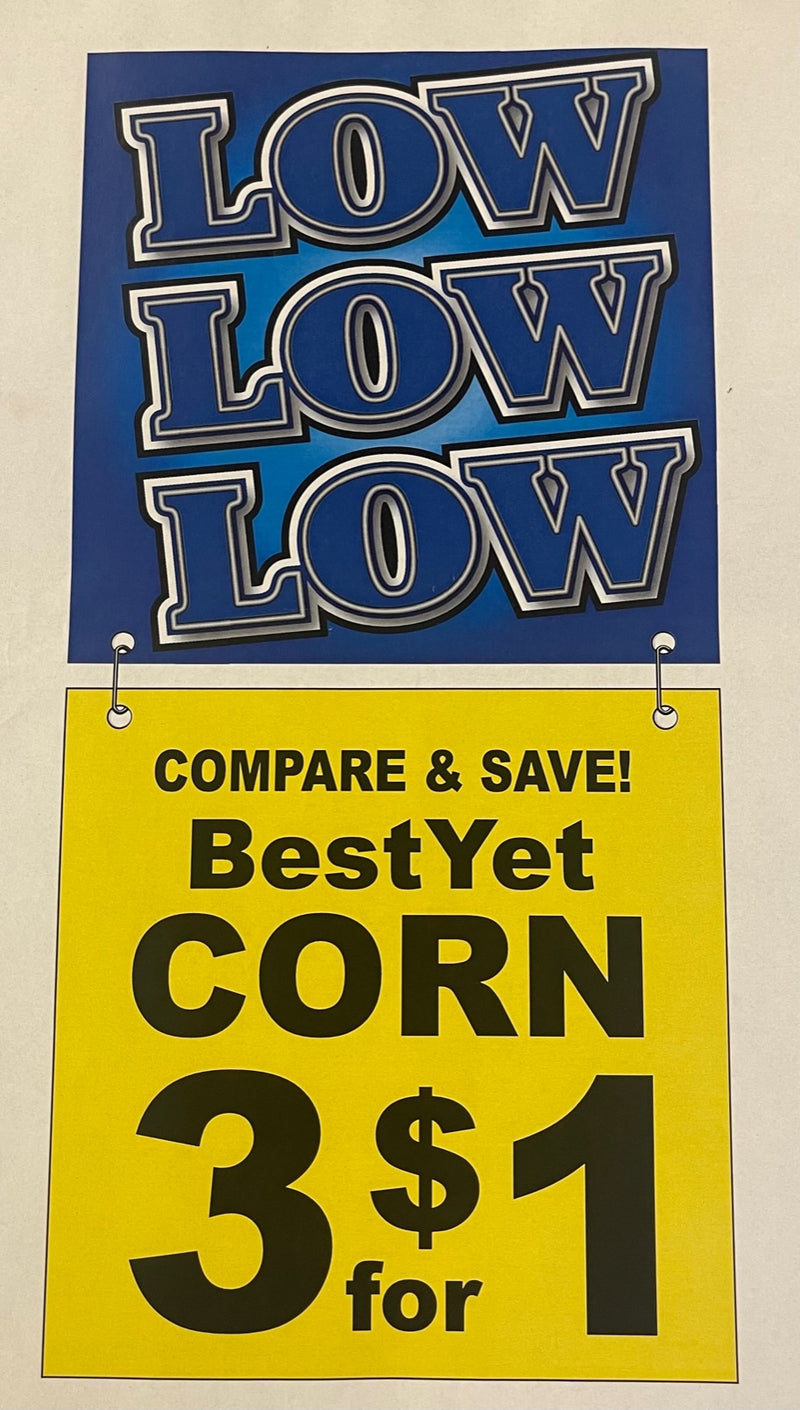 LOW
LOW
LOW
COMPARE & SAVE!
BestYet
CORN
3 for $1